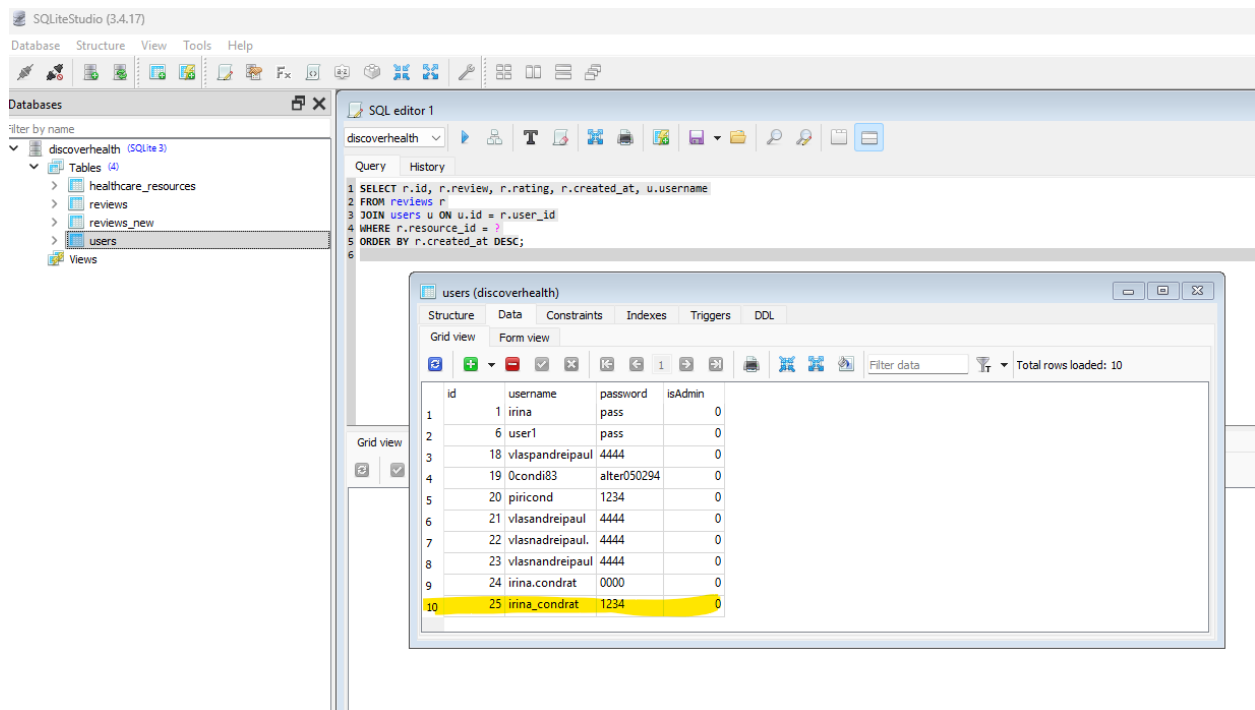 SQLiteStudio (3.4.17)
Database Structure View Tools Help
Databases
Filter by name
discoverhealth (SQLite 3)
Tables (4)
healthcare_resources
reviews
reviews_new
users
Views
SQL editor 1
discoverhealth
Query History
1 SELECT r.id, r.review, r.rating, r.created_at, u.username
2 FROM reviews r
3 JOIN users u ON u.id = r.user_id
4 WHERE r.resource_id = ?
5 ORDER BY r.created_at DESC;
6
users (discoverhealth)
Structure Data Constraints Indexes Triggers DDL
Grid view Form view
1 Filter data Total rows loaded: 10
id username password isAdmin
1 1 irina pass 0
2 6 user1 pass 0
3 18 vlaspandreipaul 4444 0
4 19 0condi83 alter050294 0
5 20 piricond 1234 0
6 21 vlasandreipaul 4444 0
7 22 vlasnadreipaul. 4444 0
8 23 vlasnandreipaul 4444 0
9 24 irina.condrat 0000 0
10 25 irina_condrat 1234 0
Grid view